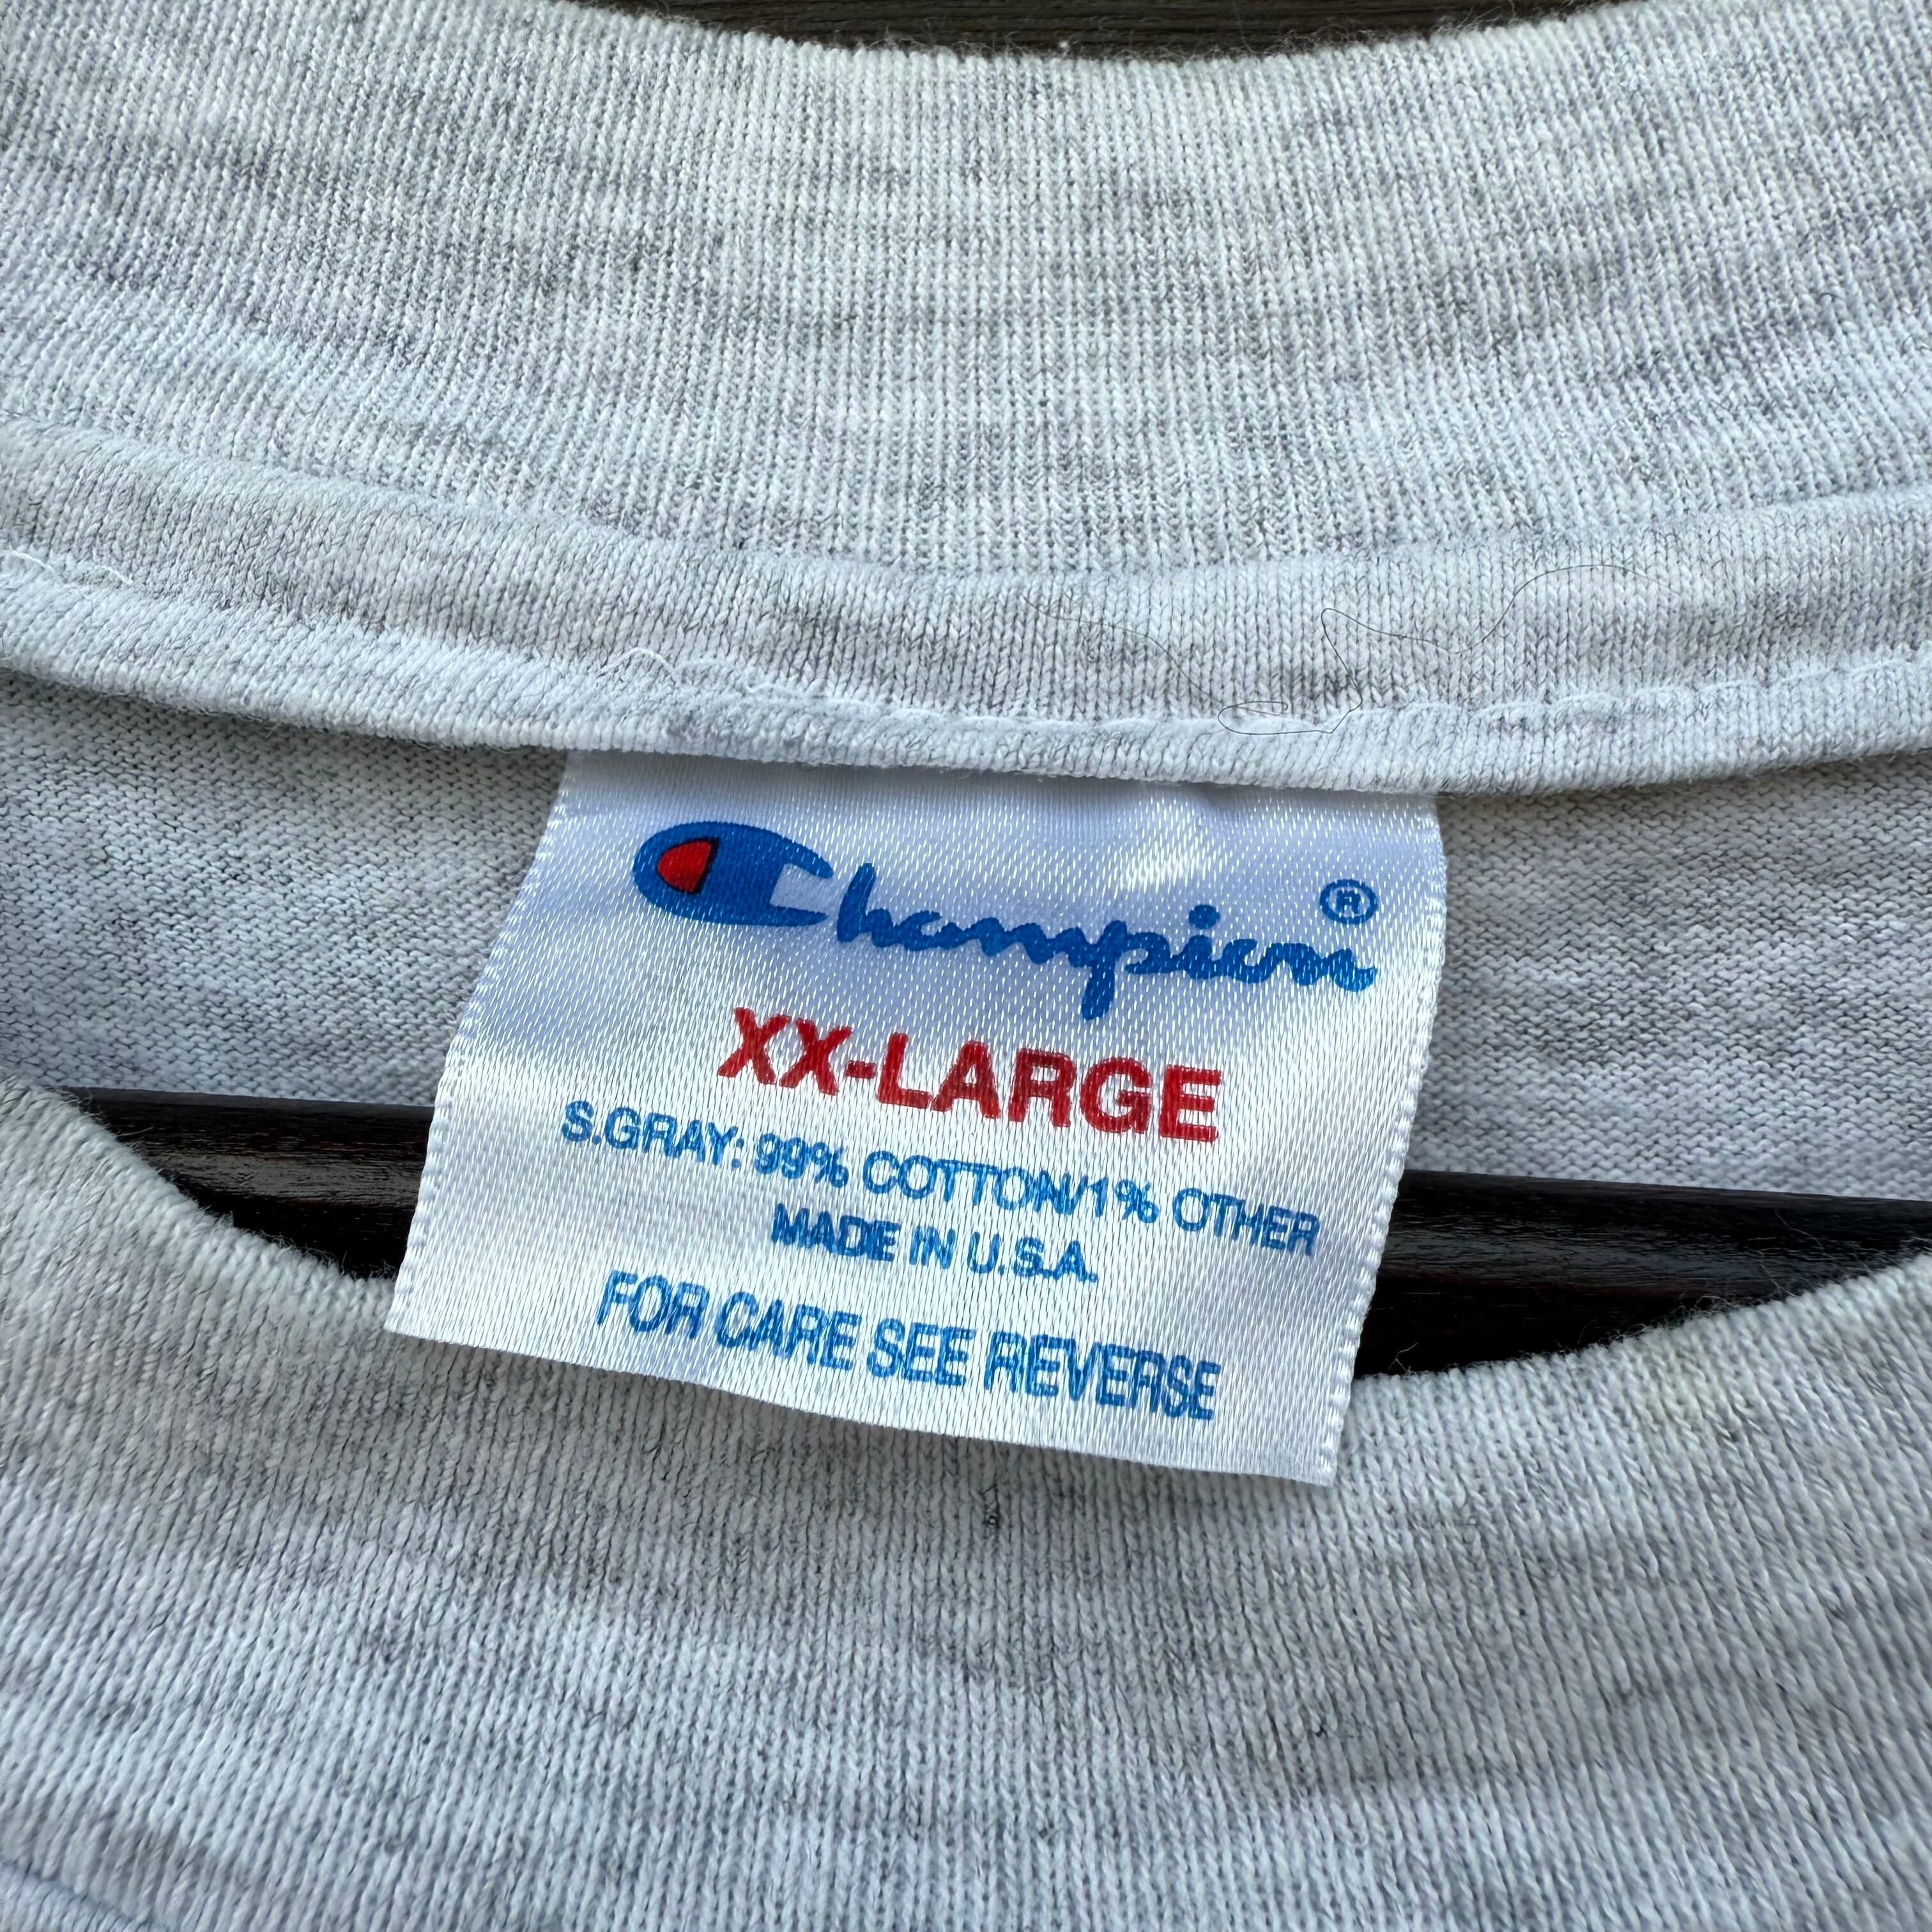 Champion ®
XX-LARGE
S.GRAY: 99% COTTON/1% OTHER
MADE IN U.S.A.
FOR CARE SEE REVERSE